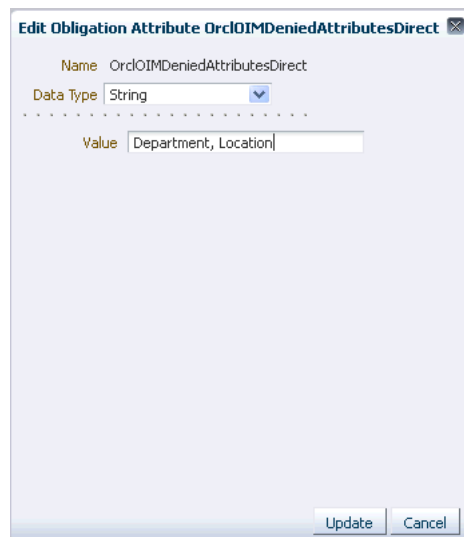 Edit Obligation Attribute OrclOIMDeniedAttributesDirect
Name OrclOIMDeniedAttributesDirect
Data Type String
Value Department, Location
Update Cancel